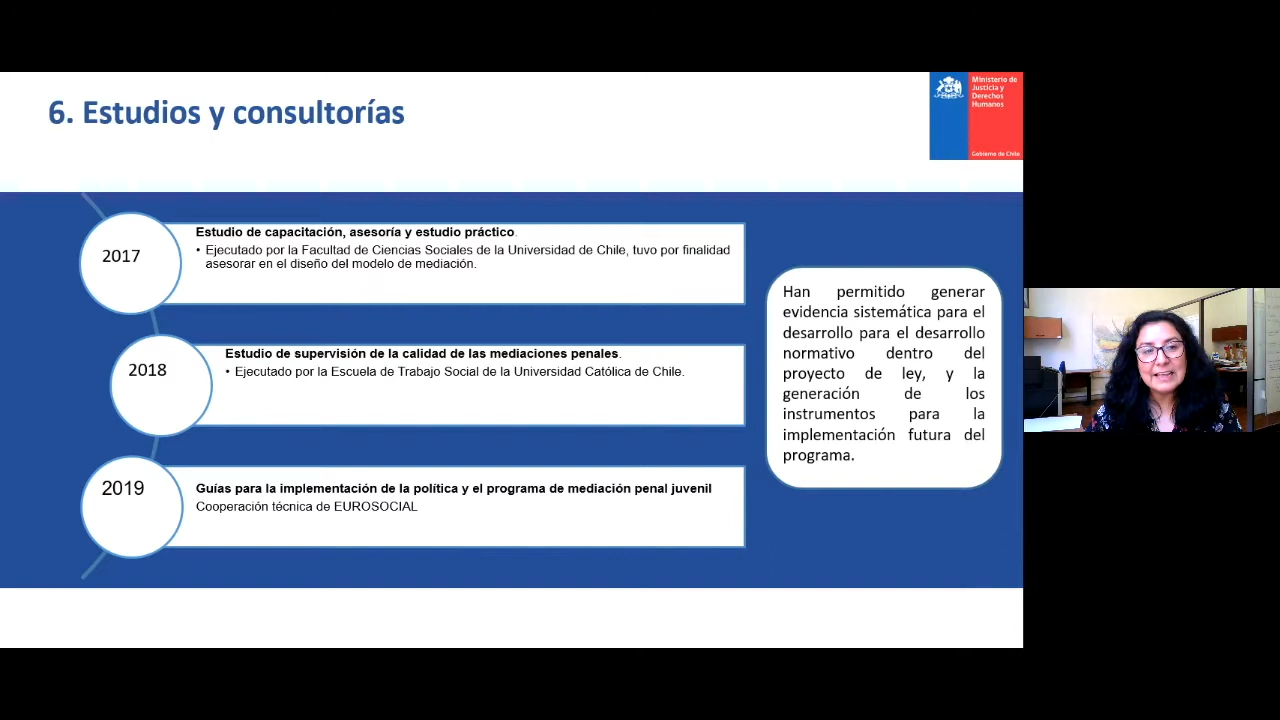 6. Estudios y consultorías
Ministerio de
Justicia y
Derechos
Humanos
Gobierno de Chile
2017
Estudio de capacitación, asesoría y estudio práctico.
• Ejecutado por la Facultad de Ciencias Sociales de la Universidad de Chile, tuvo por finalidad
asesorar en el diseño del modelo de mediación.
2018
Estudio de supervisión de la calidad de las mediaciones penales.
• Ejecutado por la Escuela de Trabajo Social de la Universidad Católica de Chile.
2019
Guías para la implementación de la política y el programa de mediación penal juvenil
Cooperación técnica de EUROSOCIAL
Han permitido generar
evidencia sistemática para el
desarrollo para el desarrollo
normativo dentro del
proyecto de ley, y la
generación de los
instrumentos para la
implementación futura del
programa.